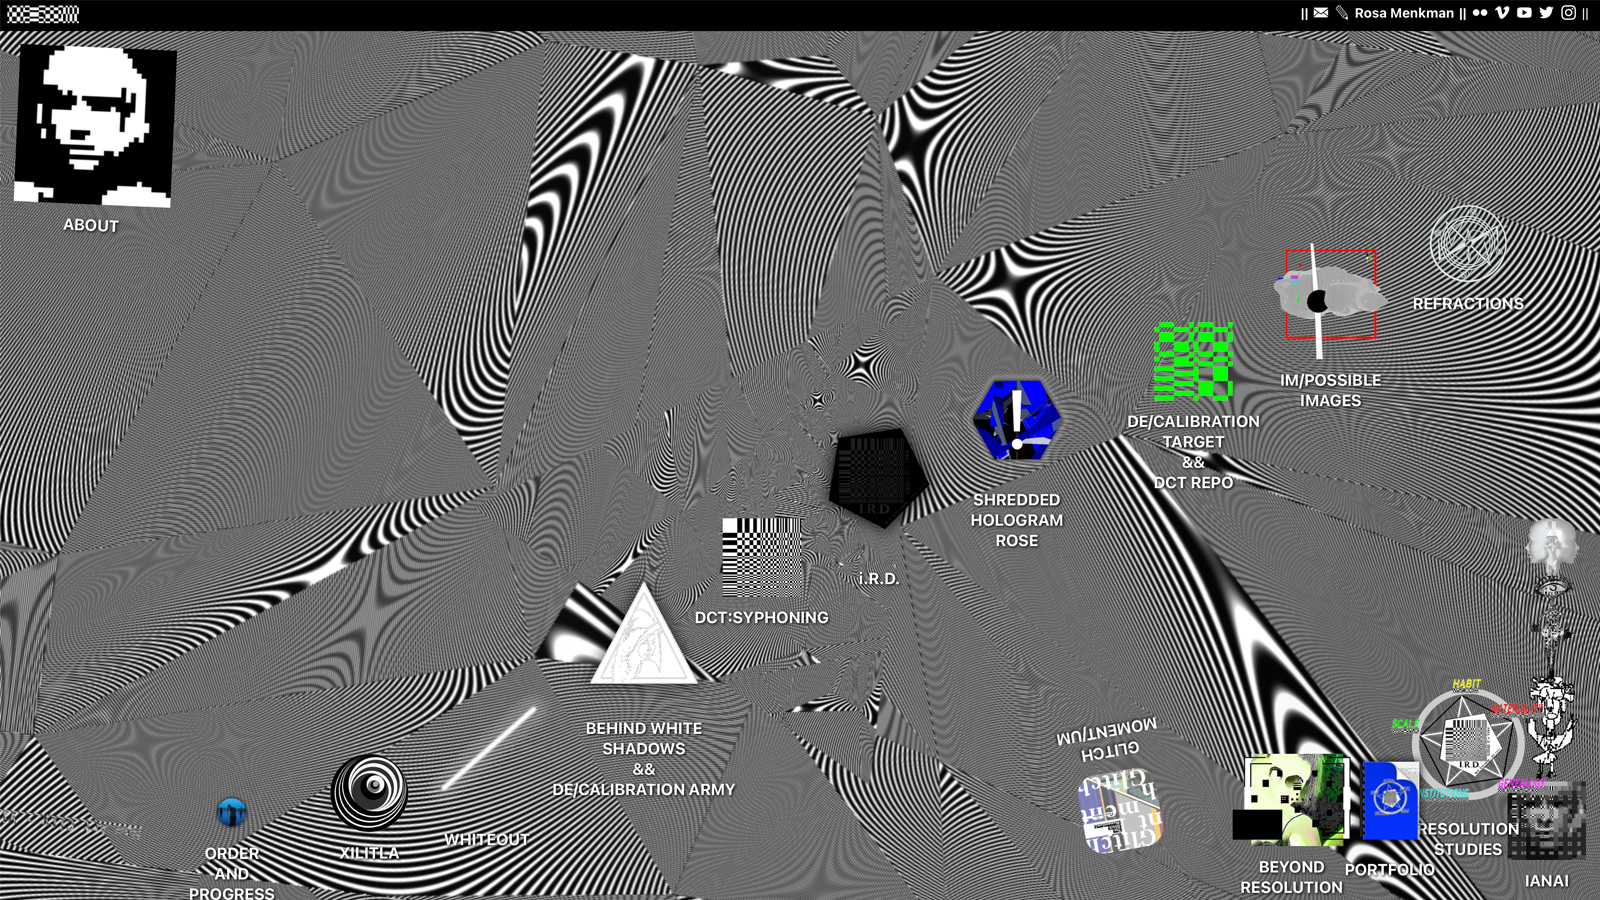 || Rosa Menkman || ||
ABOUT
REFRACTIONS
IM/POSSIBLE
IMAGES
DE/CALIBRATION
TARGET
&&
DCT REPO
SHREDDED
HOLOGRAM
ROSE
I.R.D.
i.R.D.
DCT:SYPHONING
BEHIND WHITE
SHADOWS
&&
DE/CALIBRATION ARMY
WHITEOUT
XILITLA
ORDER
AND
PROGRESS
GLITCH
MOMENT/UM
BEYOND
RESOLUTION
PORTFOLIO
HABIT
SCALE
I.R.D.
RESOLUTION
STUDIES
IANAI